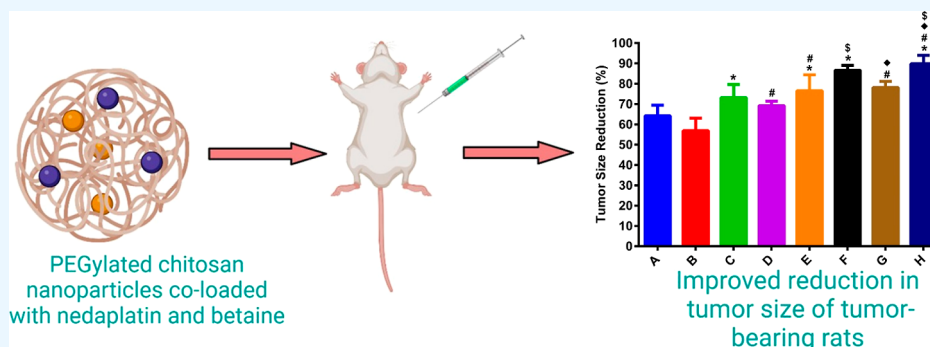 PEGylated chitosan
nanoparticles co-loaded
with nedaplatin and betaine
Tumor Size Reduction (%)
100
90
80
70
60
50
40
30
20
10
0
*
#
#
*
$
*
◆
#
$
◆
#
*
A
B
C
D
E
F
G
H
Improved reduction in
tumor size of tumor-
bearing rats